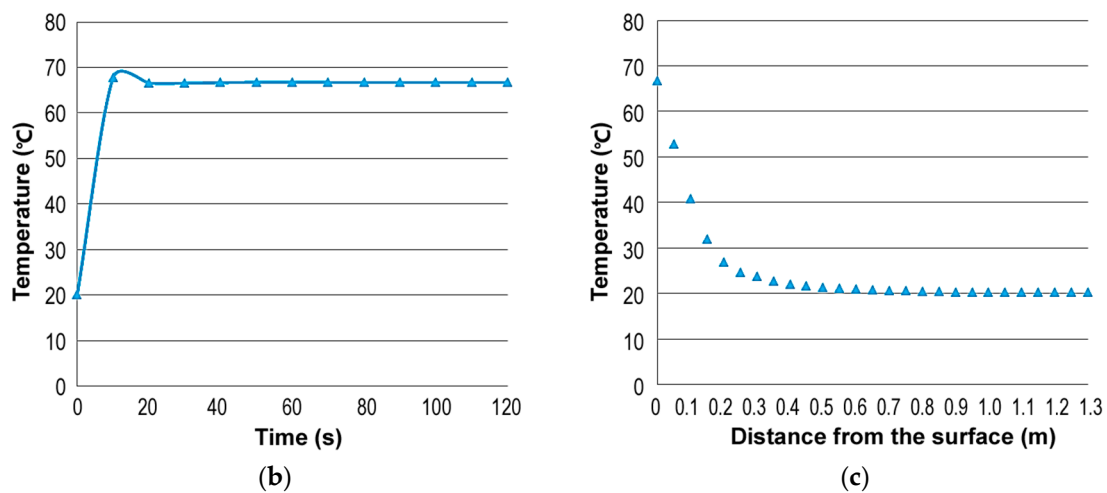 80
70
60
50
40
30
20
10
0
Temperature (℃)
0 20 40 60 80 100 120
Time (s)
(b)
80
70
60
50
40
30
20
10
0
Temperature (℃)
0 0.1 0.2 0.3 0.4 0.5 0.6 0.7 0.8 0.9 1.0 1.1 1.2 1.3
Distance from the surface (m)
(c)